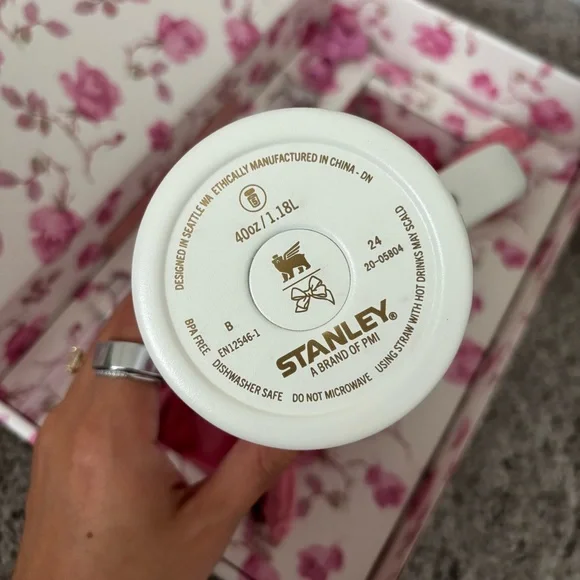 DESIGNED IN SEATTLE WA ETHICALLY MANUFACTURED IN CHINA - DN
40oz / 1.18L
24
20-05804
B
EN12546-1
STANLEY®
A BRAND OF PMI
BPA FREE DISHWASHER SAFE DO NOT MICROWAVE USING STRAW WITH HOT DRINKS MAY SCALD